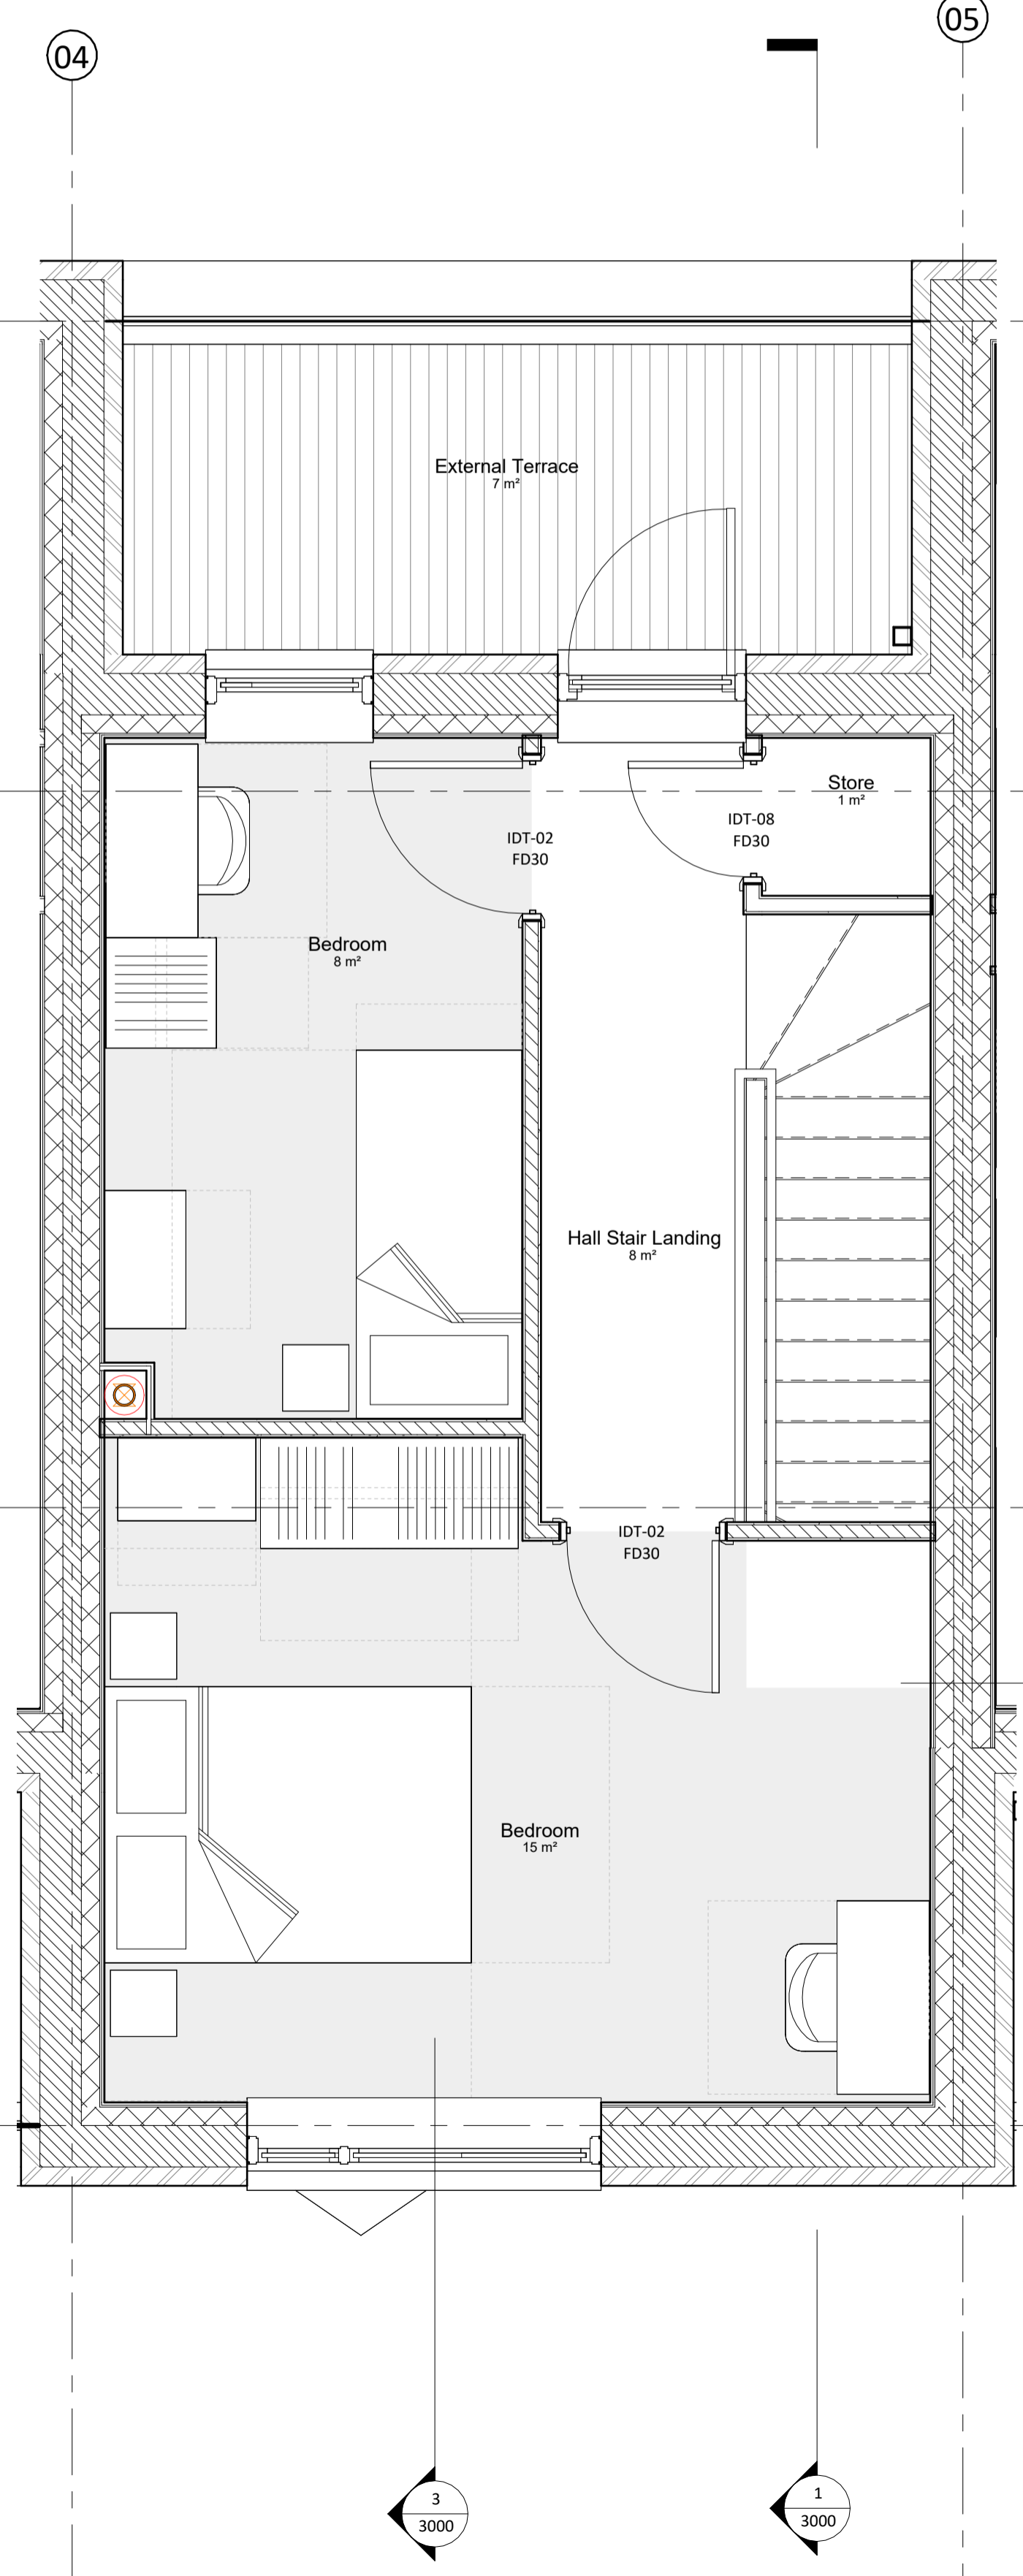 04
05
External Terrace
7 m²
Store
1 m²
IDT-08
FD30
IDT-02
FD30
Bedroom
8 m²
Hall Stair Landing
8 m²
IDT-02
FD30
Bedroom
15 m²
3
3000
1
3000